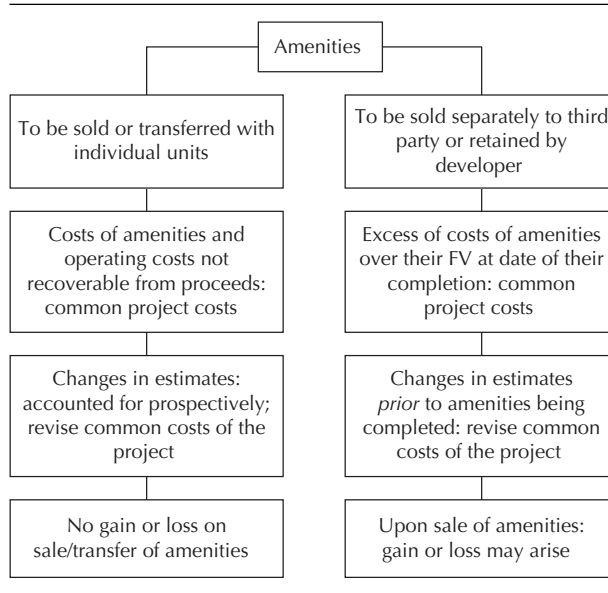 Amenities
To be sold or transferred with
individual units
Costs of amenities and
operating costs not
recoverable from proceeds:
common project costs
Changes in estimates:
accounted for prospectively;
revise common costs of the
project
No gain or loss on
sale/transfer of amenities
To be sold separately to third
party or retained by
developer
Excess of costs of amenities
over their FV at date of their
completion: common
project costs
Changes in estimates
prior to amenities being
completed: revise common
costs of the project
Upon sale of amenities:
gain or loss may arise